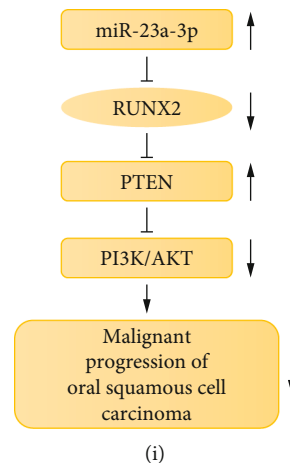 miR-23a-3p
RUNX2
PTEN
PI3K/AKT
Malignant
progression of
oral squamous cell
carcinoma
(i)